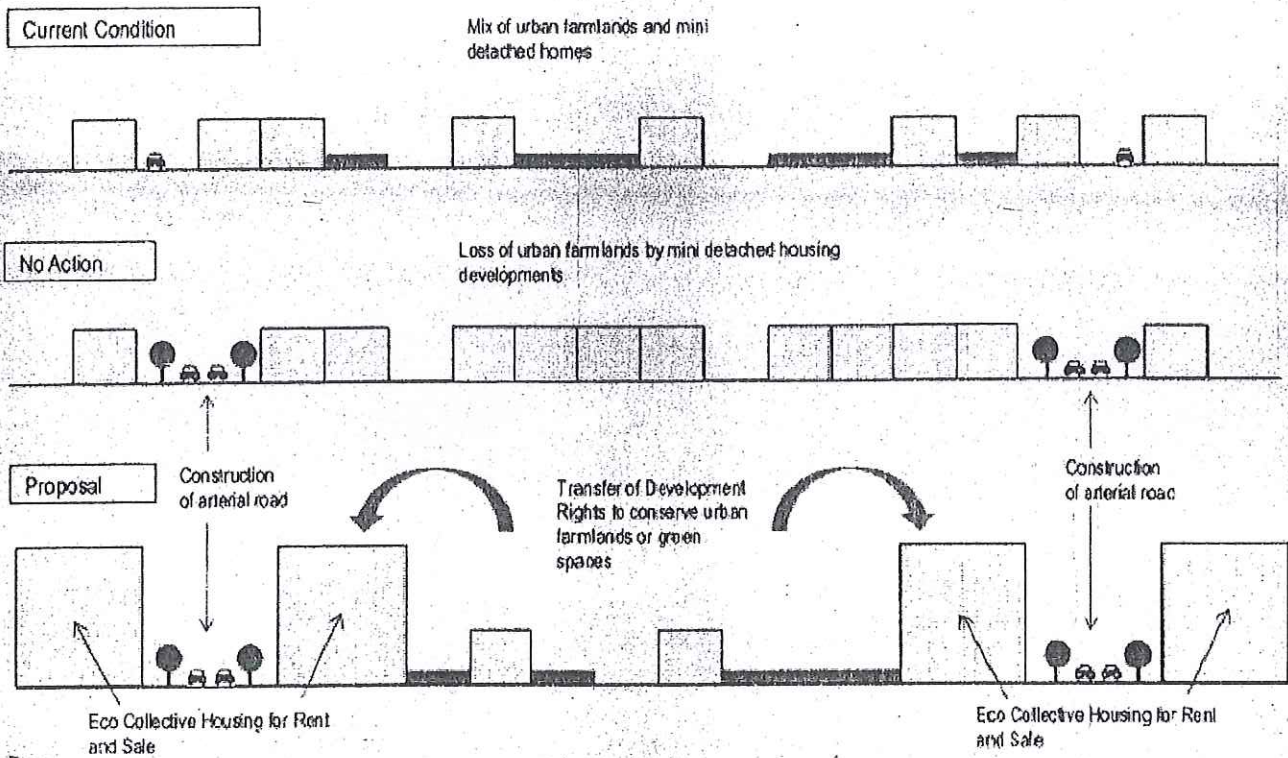 Current Condition
Mix of urban farmlands and mini
detached homes
No Action
Loss of urban farmlands by mini detached housing
developments
Proposal
Construction
of arterial road
Transfer of Development
Rights to conserve urban
farmlands or green
spaces
Construction
of arterial road
Eco Collective Housing for Rent
and Sale
Eco Collective Housing for Rent
and Sale